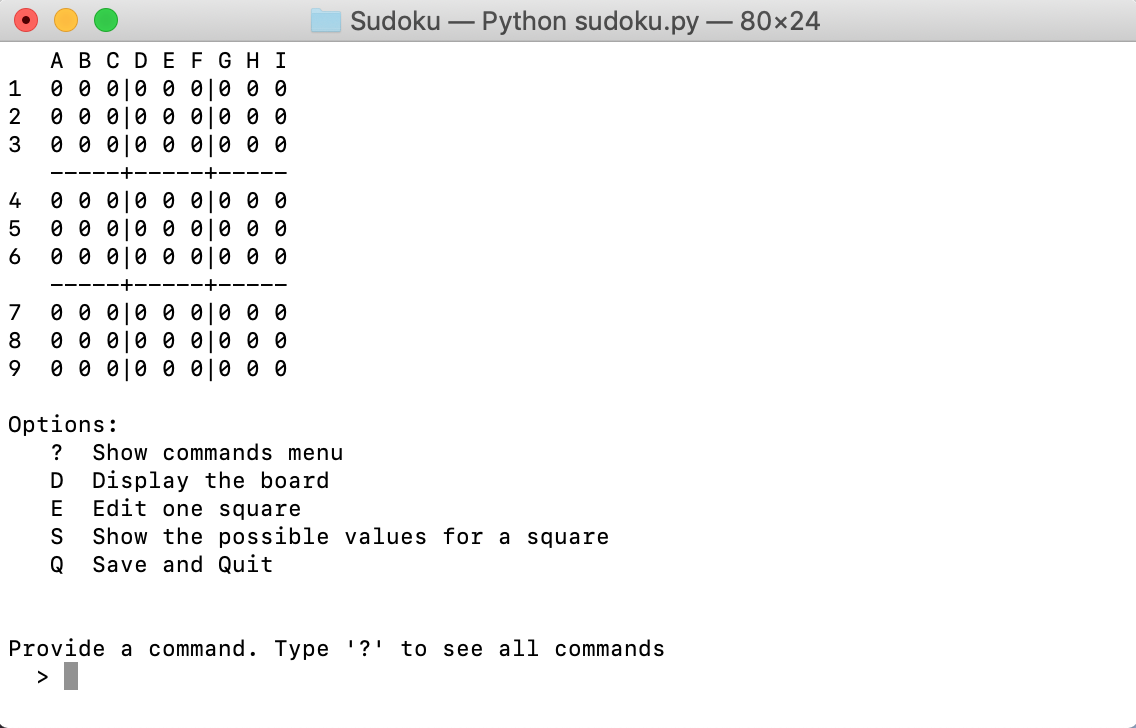 Sudoku — Python sudoku.py — 80×24
    A B C D E F G H I
1   0 0 0|0 0 0|0 0 0
2   0 0 0|0 0 0|0 0 0
3   0 0 0|0 0 0|0 0 0
    -----+-----+-----
4   0 0 0|0 0 0|0 0 0
5   0 0 0|0 0 0|0 0 0
6   0 0 0|0 0 0|0 0 0
    -----+-----+-----
7   0 0 0|0 0 0|0 0 0
8   0 0 0|0 0 0|0 0 0
9   0 0 0|0 0 0|0 0 0
Options:
   ?  Show commands menu
   D  Display the board
   E  Edit one square
   S  Show the possible values for a square
   Q  Save and Quit
Provide a command. Type '?' to see all commands
  >